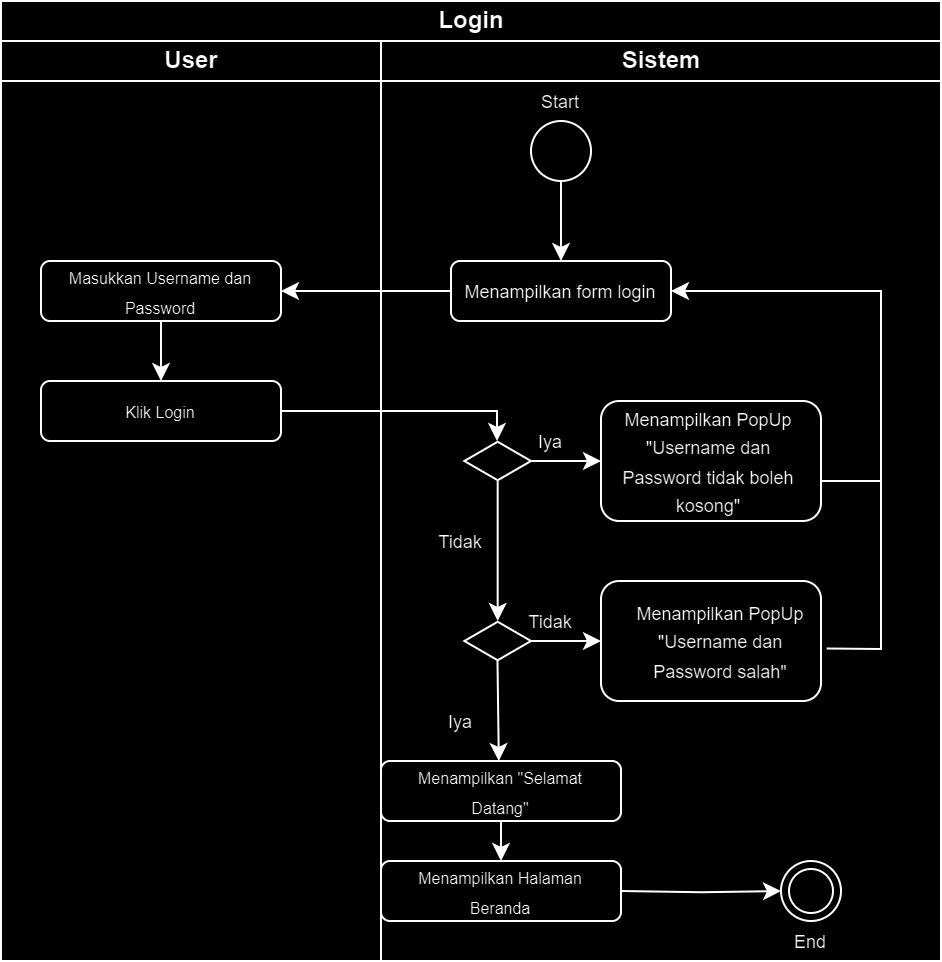 Login
User
Sistem
Start
Masukkan Username dan
Password
Menampilkan form login
Klik Login
Iya
Menampilkan PopUp
"Username dan
Password tidak boleh
kosong"
Tidak
Tidak
Menampilkan PopUp
"Username dan
Password salah"
Iya
Menampilkan "Selamat
Datang"
Menampilkan Halaman
Beranda
End